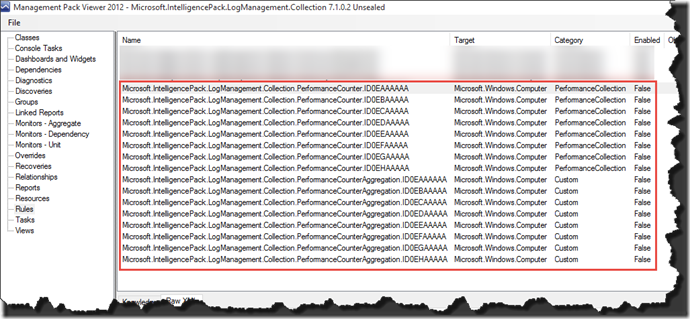 Management Pack Viewer 2012 - Microsoft.IntelligencePack.LogManagement.Collection 7.1.0.2 Unsealed
File
Classes
Console Tasks
Dashboards and Widgets
Dependencies
Diagnostics
Discoveries
Groups
Linked Reports
Monitors - Aggregate
Monitors - Dependency
Monitors - Unit
Overrides
Recoveries
Relationships
Reports
Resources
Rules
Tasks
Views
Name Target Category Enabled
Microsoft.IntelligencePack.LogManagement.Collection.PerformanceCounter.ID0EAAAAAA Microsoft.Windows.Computer PerformanceCollection False
Microsoft.IntelligencePack.LogManagement.Collection.PerformanceCounter.ID0EBAAAAA Microsoft.Windows.Computer PerformanceCollection False
Microsoft.IntelligencePack.LogManagement.Collection.PerformanceCounter.ID0ECAAAAA Microsoft.Windows.Computer PerformanceCollection False
Microsoft.IntelligencePack.LogManagement.Collection.PerformanceCounter.ID0EDAAAAA Microsoft.Windows.Computer PerformanceCollection False
Microsoft.IntelligencePack.LogManagement.Collection.PerformanceCounter.ID0EEAAAAA Microsoft.Windows.Computer PerformanceCollection False
Microsoft.IntelligencePack.LogManagement.Collection.PerformanceCounter.ID0EFAAAAA Microsoft.Windows.Computer PerformanceCollection False
Microsoft.IntelligencePack.LogManagement.Collection.PerformanceCounter.ID0EGAAAAA Microsoft.Windows.Computer PerformanceCollection False
Microsoft.IntelligencePack.LogManagement.Collection.PerformanceCounter.ID0EHAAAAA Microsoft.Windows.Computer PerformanceCollection False
Microsoft.IntelligencePack.LogManagement.Collection.PerformanceCounterAggregation.ID0EAAAAAA Microsoft.Windows.Computer Custom False
Microsoft.IntelligencePack.LogManagement.Collection.PerformanceCounterAggregation.ID0EBAAAAA Microsoft.Windows.Computer Custom False
Microsoft.IntelligencePack.LogManagement.Collection.PerformanceCounterAggregation.ID0ECAAAAA Microsoft.Windows.Computer Custom False
Microsoft.IntelligencePack.LogManagement.Collection.PerformanceCounterAggregation.ID0EDAAAAA Microsoft.Windows.Computer Custom False
Microsoft.IntelligencePack.LogManagement.Collection.PerformanceCounterAggregation.ID0EEAAAAA Microsoft.Windows.Computer Custom False
Microsoft.IntelligencePack.LogManagement.Collection.PerformanceCounterAggregation.ID0EFAAAAA Microsoft.Windows.Computer Custom False
Microsoft.IntelligencePack.LogManagement.Collection.PerformanceCounterAggregation.ID0EGAAAAA Microsoft.Windows.Computer Custom False
Microsoft.IntelligencePack.LogManagement.Collection.PerformanceCounterAggregation.ID0EHAAAAA Microsoft.Windows.Computer Custom False